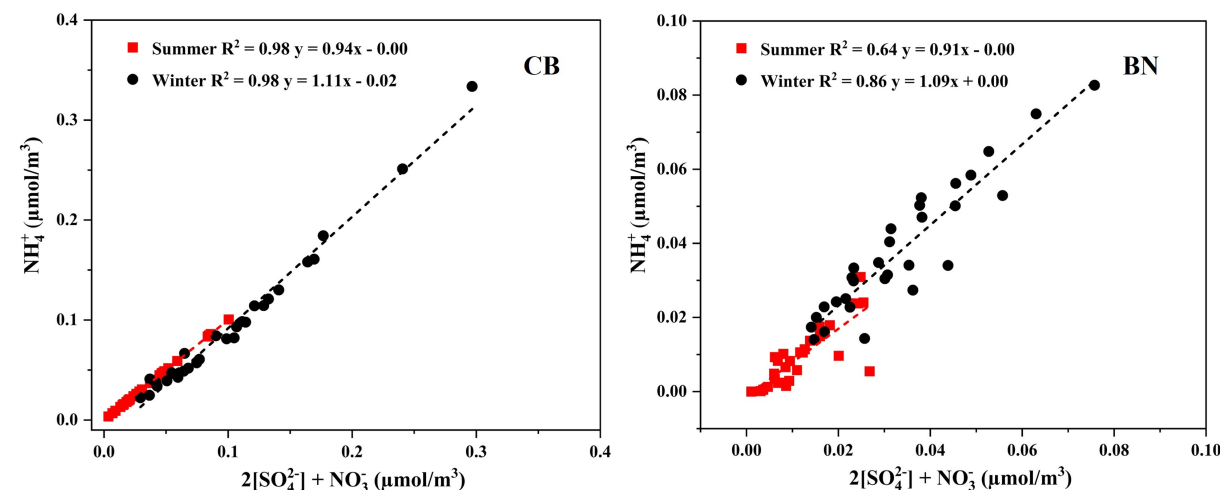 0.4
Summer R² = 0.98 y = 0.94x - 0.00
Winter R² = 0.98 y = 1.11x - 0.02
CB
0.3
0.2
0.1
0.0
NH₄⁺ (μmol/m³)
0.0 0.1 0.2 0.3 0.4
2[SO₄²⁻] + NO₃⁻ (μmol/m³)
0.10
Summer R² = 0.64 y = 0.91x - 0.00
Winter R² = 0.86 y = 1.09x + 0.00
BN
0.08
0.06
0.04
0.02
0.00
NH₄⁺ (μmol/m³)
0.00 0.02 0.04 0.06 0.08 0.10
2[SO₄²⁻] + NO₃⁻ (μmol/m³)